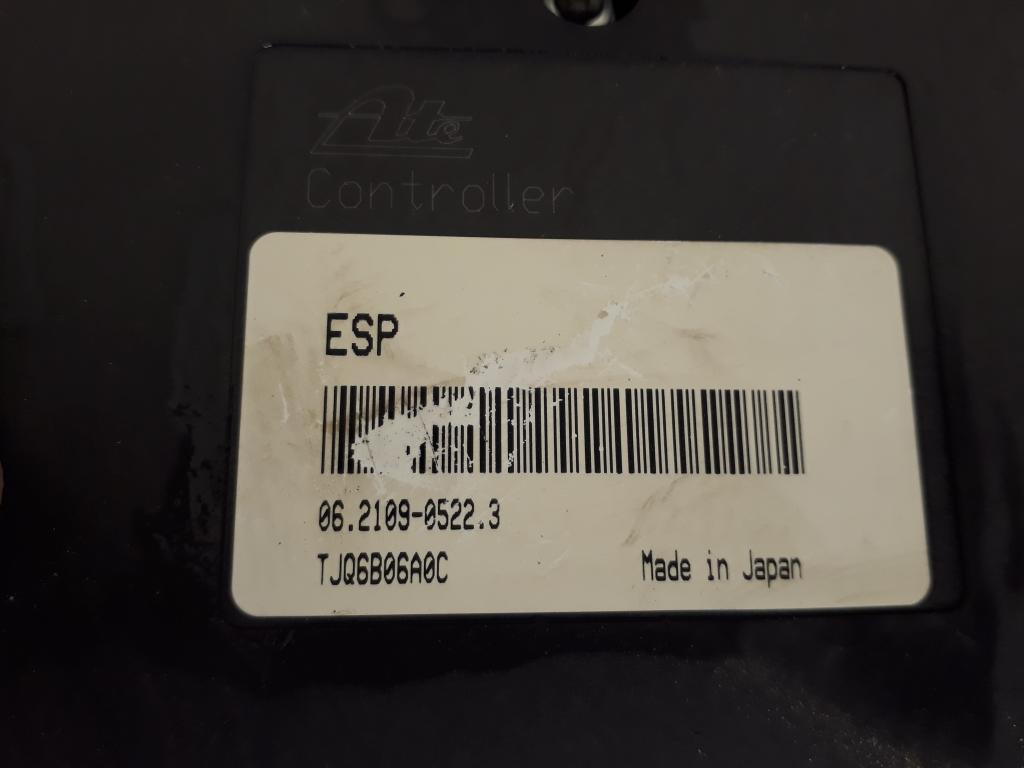 Ate
Controller
ESP
06.2109-0522.3
TJQ6B06A0C
Made in Japan